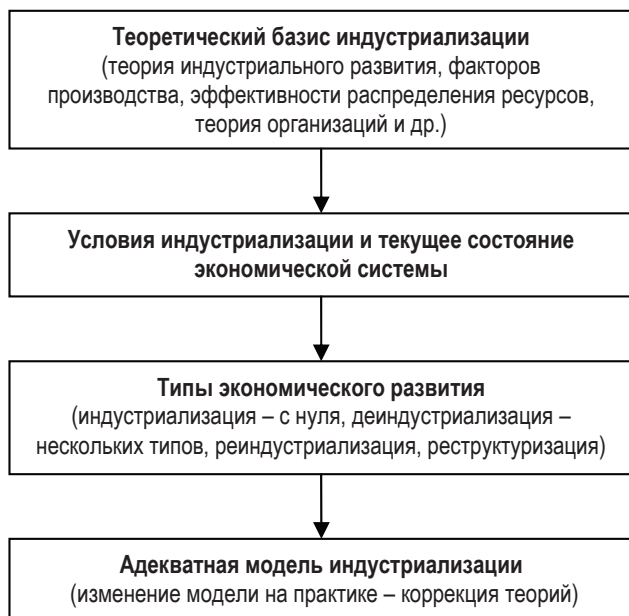 Теоретический базис индустриализации
(теория индустриального развития, факторов
производства, эффективности распределения ресурсов,
теория организаций и др.)
Условия индустриализации и текущее состояние
экономической системы
Типы экономического развития
(индустриализация – с нуля, деиндустриализация –
нескольких типов, реиндустриализация, реструктуризация)
Адекватная модель индустриализации
(изменение модели на практике – коррекция теорий)